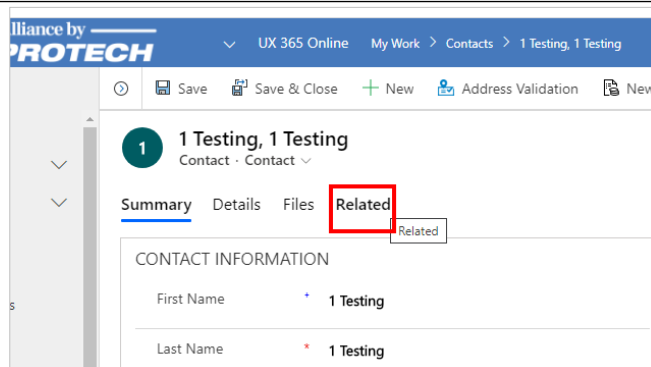 lliance by
PROTECH
UX 365 Online My Work > Contacts > 1 Testing, 1 Testing
Save Save & Close New Address Validation New
1
1 Testing, 1 Testing
Contact · Contact
Summary Details Files Related
Related
CONTACT INFORMATION
First Name * 1 Testing
s
Last Name * 1 Testing